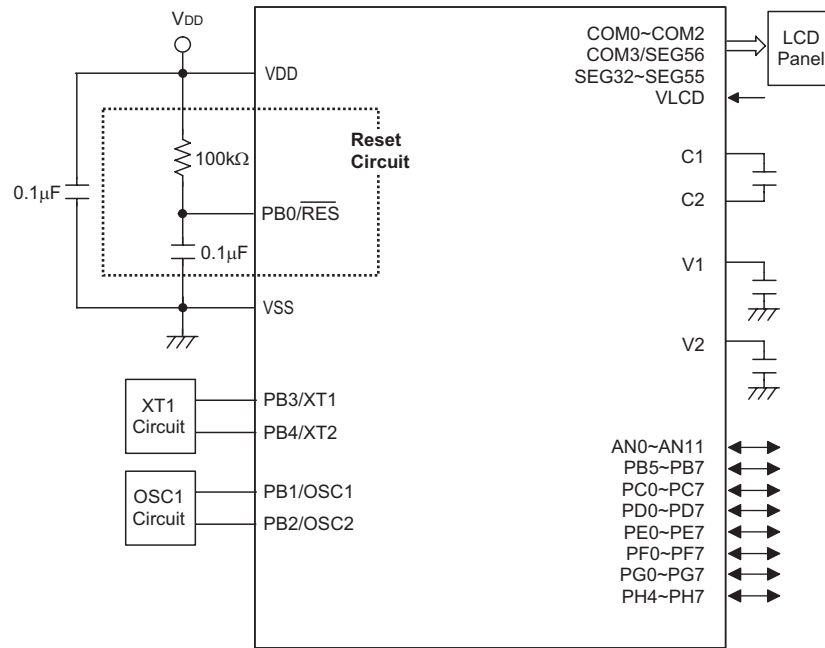 VDD
VDD
Reset
Circuit
100kΩ
0.1μF
PB0/R̅E̅S̅
0.1μF
VSS
XT1
Circuit
PB3/XT1
PB4/XT2
OSC1
Circuit
PB1/OSC1
PB2/OSC2
COM0~COM2
COM3/SEG56
SEG32~SEG55
VLCD
LCD
Panel
C1
C2
V1
V2
AN0~AN11
PB5~PB7
PC0~PC7
PD0~PD7
PE0~PE7
PF0~PF7
PG0~PG7
PH4~PH7